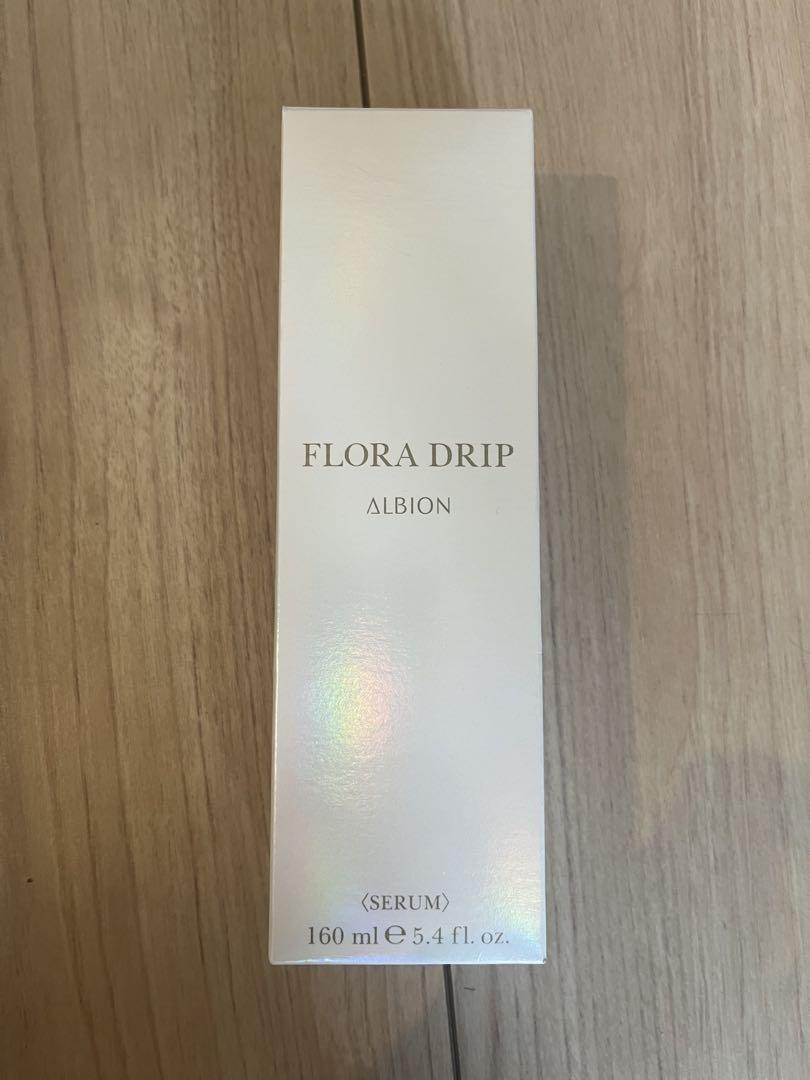 FLORA DRIP
ALBION
〈SERUM〉
160 ml ℮ 5.4 fl. oz.